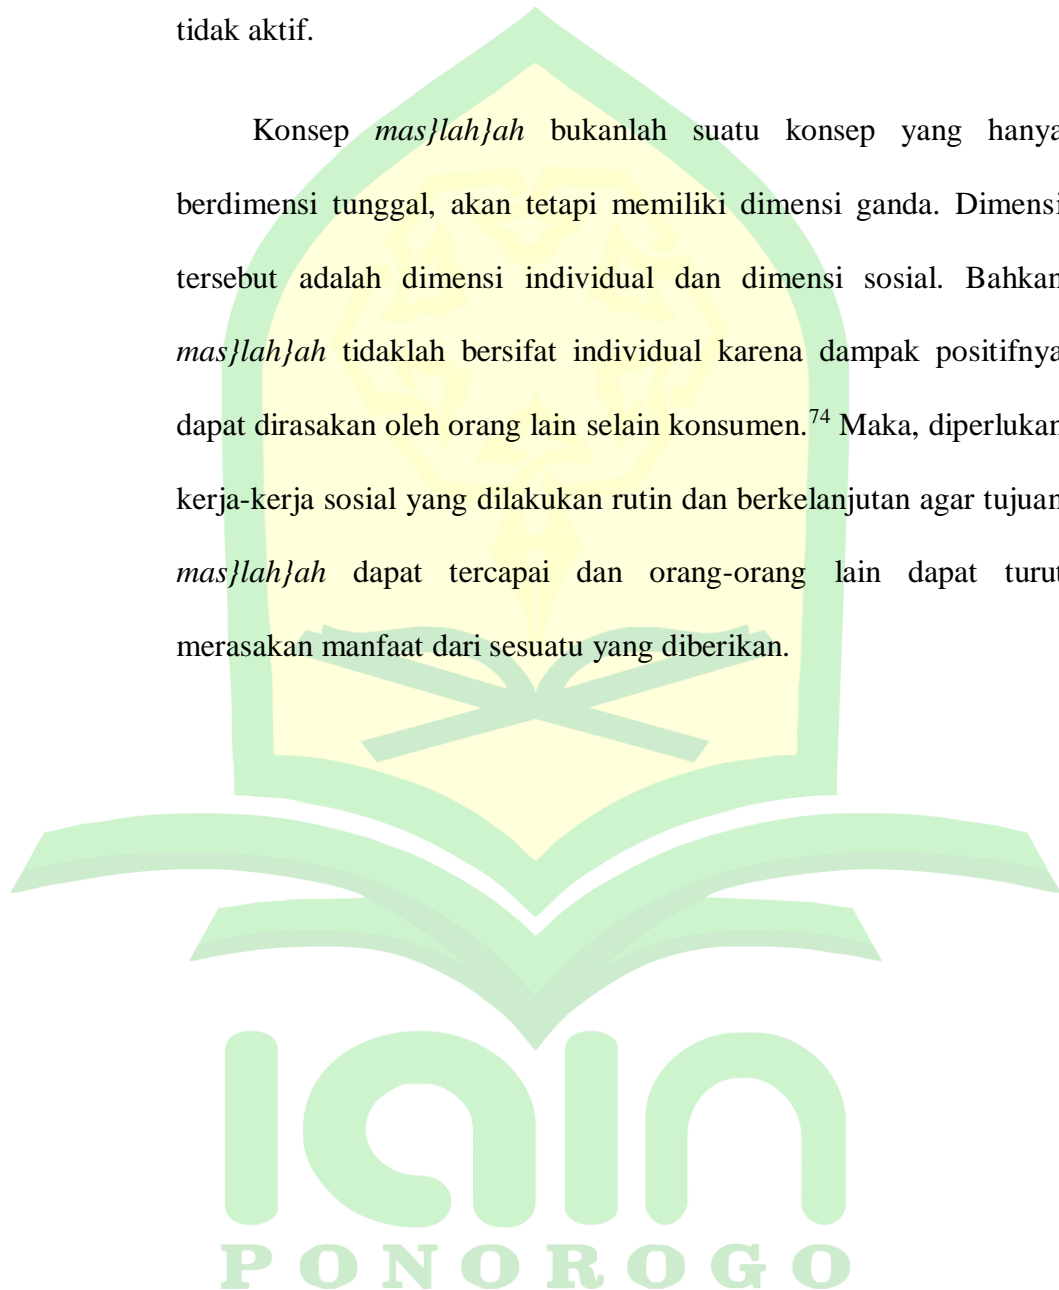 tidak aktif.
Konsep mas}lah}ah bukanlah suatu konsep yang hanya
berdimensi tunggal, akan tetapi memiliki dimensi ganda. Dimensi
tersebut adalah dimensi individual dan dimensi sosial. Bahkan
mas}lah}ah tidaklah bersifat individual karena dampak positifnya
dapat dirasakan oleh orang lain selain konsumen.74 Maka, diperlukan
kerja-kerja sosial yang dilakukan rutin dan berkelanjutan agar tujuan
mas}lah}ah dapat tercapai dan orang-orang lain dapat turut
merasakan manfaat dari sesuatu yang diberikan.
iain
PONOROGO